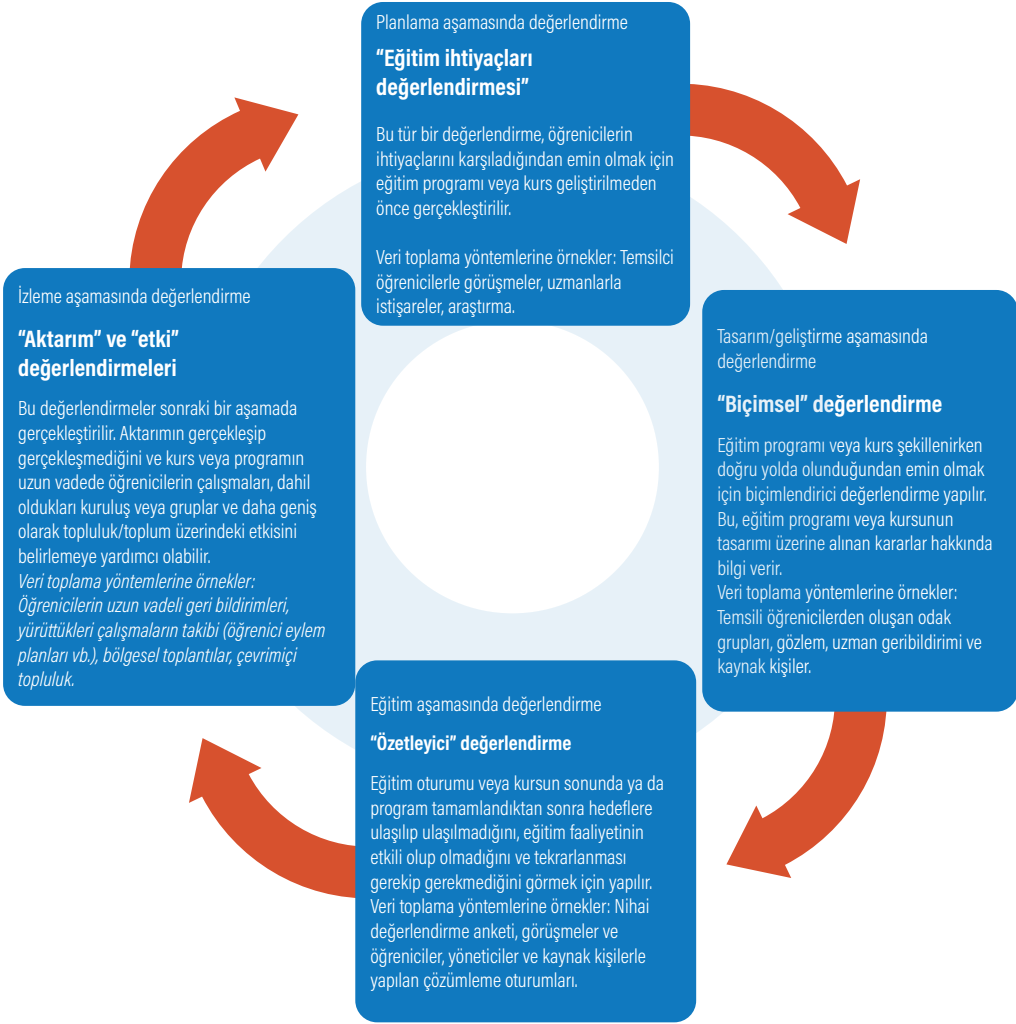 Planlama aşamasında değerlendirme
“Eğitim ihtiyaçları
değerlendirmesi”
Bu tür bir değerlendirme, öğrenicilerin
ihtiyaçlarını karşıladığından emin olmak için
eğitim programı veya kurs geliştirilmeden
önce gerçekleştirilir.
Veri toplama yöntemlerine örnekler: Temsilci
öğrenicilerle görüşmeler, uzmanlarla
istişareler, araştırma.
Tasarım/geliştirme aşamasında
değerlendirme
“Biçimsel” değerlendirme
Eğitim programı veya kurs şekillenirken
doğru yolda olunduğundan emin olmak
için biçimlendirici değerlendirme yapılır.
Bu, eğitim programı veya kursunun
tasarımı üzerine alınan kararlar hakkında
bilgi verir.
Veri toplama yöntemlerine örnekler:
Temsili öğrenicilerden oluşan odak
grupları, gözlem, uzman geribildirimi ve
kaynak kişiler.
Eğitim aşamasında değerlendirme
“Özetleyici” değerlendirme
Eğitim oturumu veya kursun sonunda ya da
program tamamlandıktan sonra hedeflere
ulaşılıp ulaşılmadığını, eğitim faaliyetinin
etkili olup olmadığını ve tekrarlanması
gerekip gerekmediğini görmek için yapılır.
Veri toplama yöntemlerine örnekler: Nihai
değerlendirme anketi, görüşmeler ve
öğreniciler, yöneticiler ve kaynak kişilerle
yapılan çözümleme oturumları.
İzleme aşamasında değerlendirme
“Aktarım” ve “etki”
değerlendirmeleri
Bu değerlendirmeler sonraki bir aşamada
gerçekleştirilir. Aktarımın gerçekleşip
gerçekleşmediğini ve kurs veya programın
uzun vadede öğrenicilerin çalışmaları, dahil
oldukları kuruluş veya gruplar ve daha geniş
olarak topluluk/toplum üzerindeki etkisini
belirlemeye yardımcı olabilir.
Veri toplama yöntemlerine örnekler:
Öğrenicilerin uzun vadeli geri bildirimleri,
yürüttükleri çalışmaların takibi (öğrenici eylem
planları vb.), bölgesel toplantılar, çevrimiçi
topluluk.